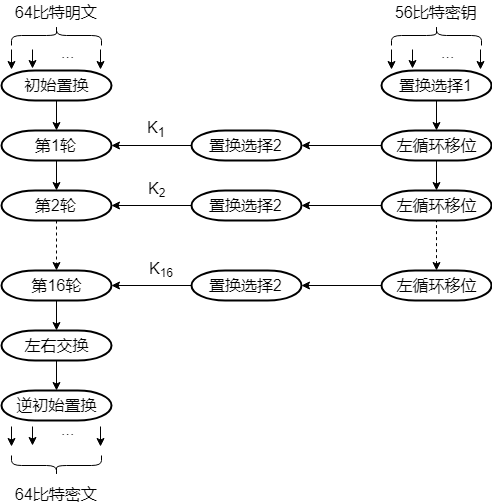 64比特明文
56比特密钥
...
...
初始置换
置换选择1
第1轮
K1
置换选择2
左循环移位
第2轮
K2
置换选择2
左循环移位
第16轮
K16
置换选择2
左循环移位
左右交换
逆初始置换
...
64比特密文